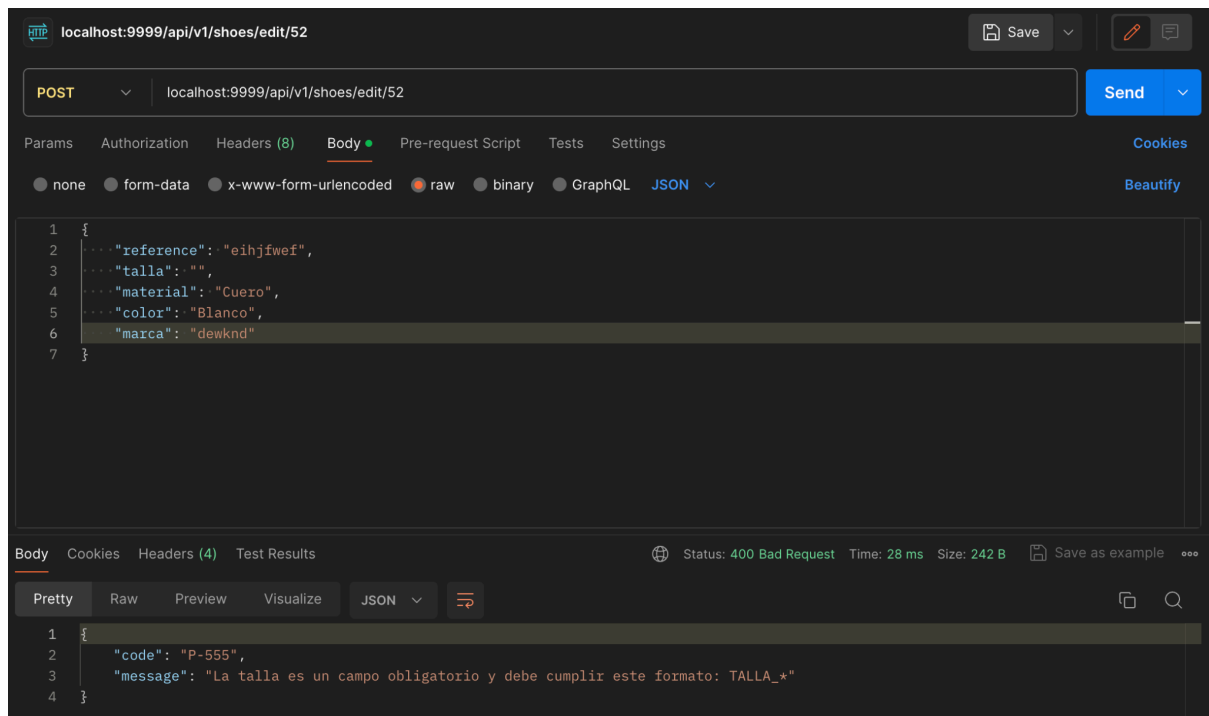 HTTP localhost:9999/api/v1/shoes/edit/52 Save
POST localhost:9999/api/v1/shoes/edit/52 Send
Params Authorization Headers (8) Body Pre-request Script Tests Settings Cookies
none form-data x-www-form-urlencoded raw binary GraphQL JSON Beautify
1 {
2 ····"reference":·"eihjfwef",
3 ····"talla":·"",
4 ····"material":·"Cuero",
5 ····"color":·"Blanco",
6 ····"marca": "dewknd"
7 }
Body Cookies Headers (4) Test Results Status: 400 Bad Request Time: 28 ms Size: 242 B Save as example
Pretty Raw Preview Visualize JSON
1 {
2 "code": "P-555",
3 "message": "La talla es un campo obligatorio y debe cumplir este formato: TALLA_*"
4 }